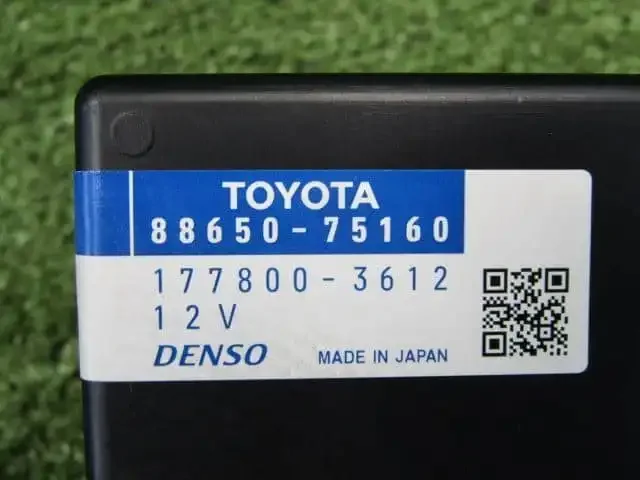 TOYOTA
88650-75160
177800-3612
12V
DENSO MADE IN JAPAN